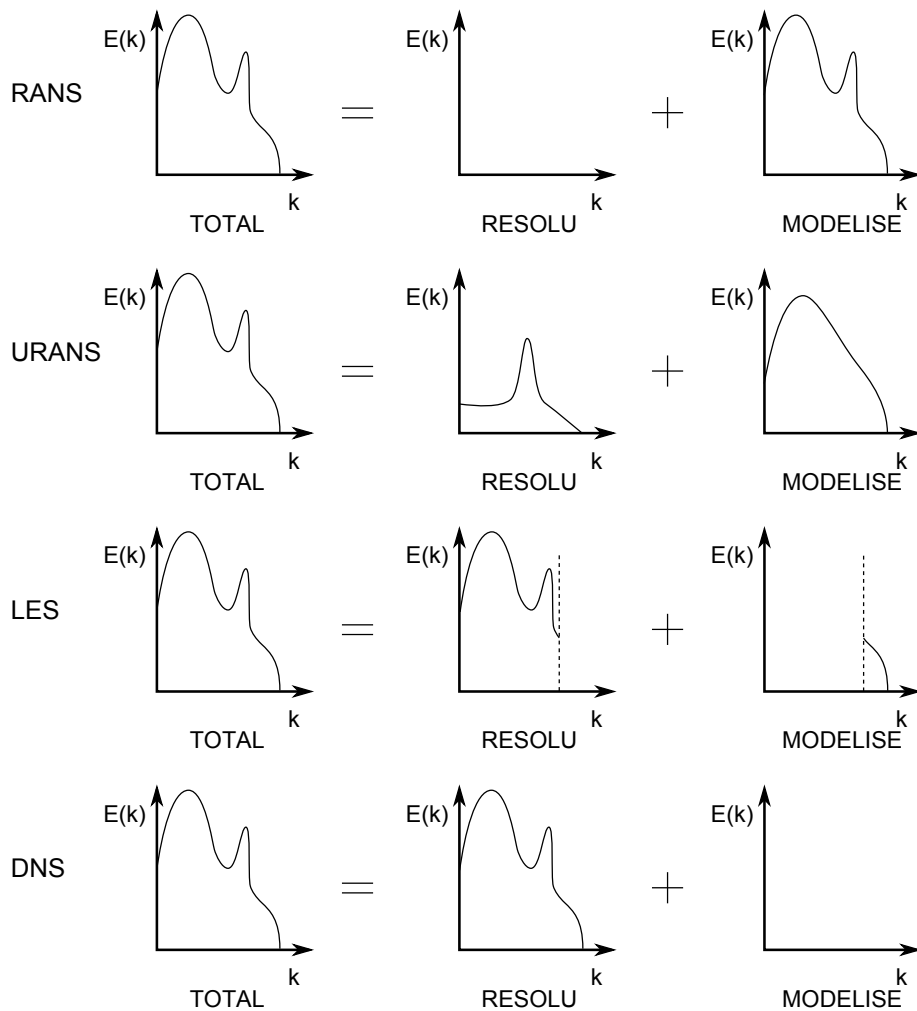 E(k) E(k) E(k)
RANS
= +
k k k
TOTAL RESOLU MODELISE
E(k) E(k) E(k)
URANS
= +
k k k
TOTAL RESOLU MODELISE
E(k) E(k) E(k)
LES
= +
k k k
TOTAL RESOLU MODELISE
E(k) E(k) E(k)
DNS
= +
k k k
TOTAL RESOLU MODELISE